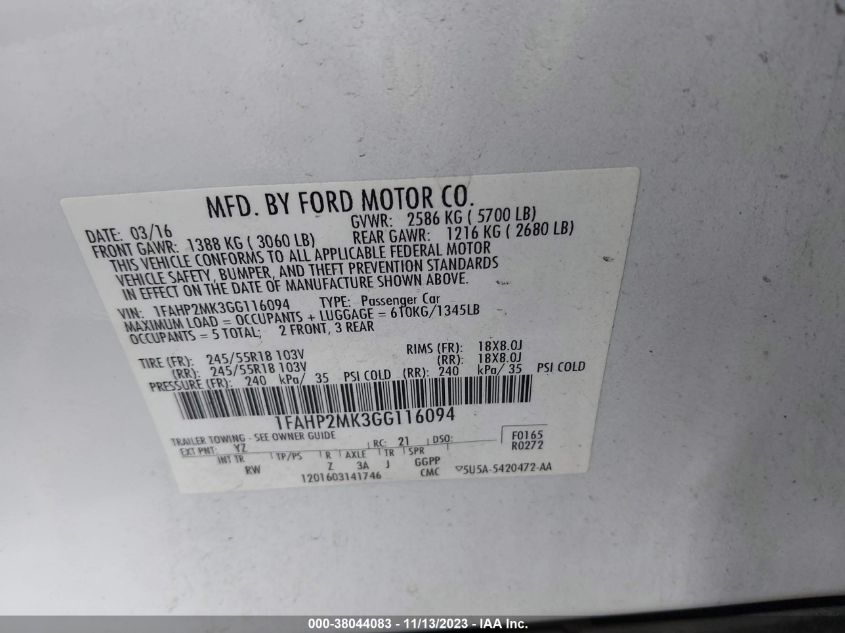 MFD. BY FORD MOTOR CO.
DATE: 03/16 GVWR: 2586 KG ( 5700 LB)
FRONT GAWR: 1388 KG ( 3060 LB) REAR GAWR: 1216 KG ( 2680 LB)
THIS VEHICLE CONFORMS TO ALL APPLICABLE FEDERAL MOTOR
VEHICLE SAFETY, BUMPER, AND THEFT PREVENTION STANDARDS
IN EFFECT ON THE DATE OF MANUFACTURE SHOWN ABOVE.
VIN: 1FAHP2MK3GG116094 TYPE: Passenger Car
MAXIMUM LOAD = OCCUPANTS + LUGGAGE = 610KG/1345LB
OCCUPANTS = 5 TOTAL; 2 FRONT, 3 REAR
TIRE (FR): 245/55R18 103V RIMS (FR): 18X8.0J
(RR): 245/55R18 103V (RR): 18X8.0J
PRESSURE (FR): 240 kPa/ 35 PSI COLD (RR): 240 kPa/ 35 PSI COLD
1FAHP2MK3GG116094
TRAILER TOWING - SEE OWNER GUIDE
EXT PNT: YZ RC: 21 DSO: F0165
R0272
INT TR TP/PS R AXLE TR SPR
RW Z 3A J GGPP
1201603141746 CMC 5U5A-5420472-AA
000-38044083 - 11/13/2023 - IAA Inc.